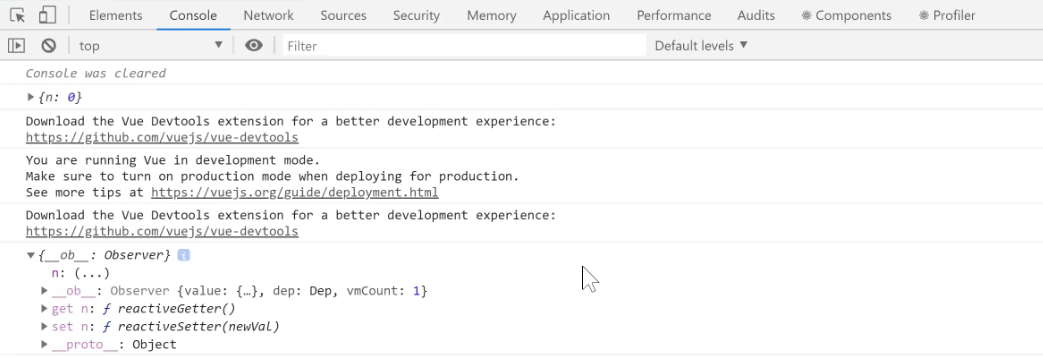 Elements Console Network Sources Security Memory Application Performance Audits Components Profiler
top Filter Default levels ▼
Console was cleared
▶{n: 0}
Download the Vue Devtools extension for a better development experience:
https://github.com/vuejs/vue-devtools
You are running Vue in development mode.
Make sure to turn on production mode when deploying for production.
See more tips at https://vuejs.org/guide/deployment.html
Download the Vue Devtools extension for a better development experience:
https://github.com/vuejs/vue-devtools
▼{__ob__: Observer} i
n: (...)
▶__ob__: Observer {value: {…}, dep: Dep, vmCount: 1}
▶get n: ƒ reactiveGetter()
▶set n: ƒ reactiveSetter(newVal)
▶__proto__: Object